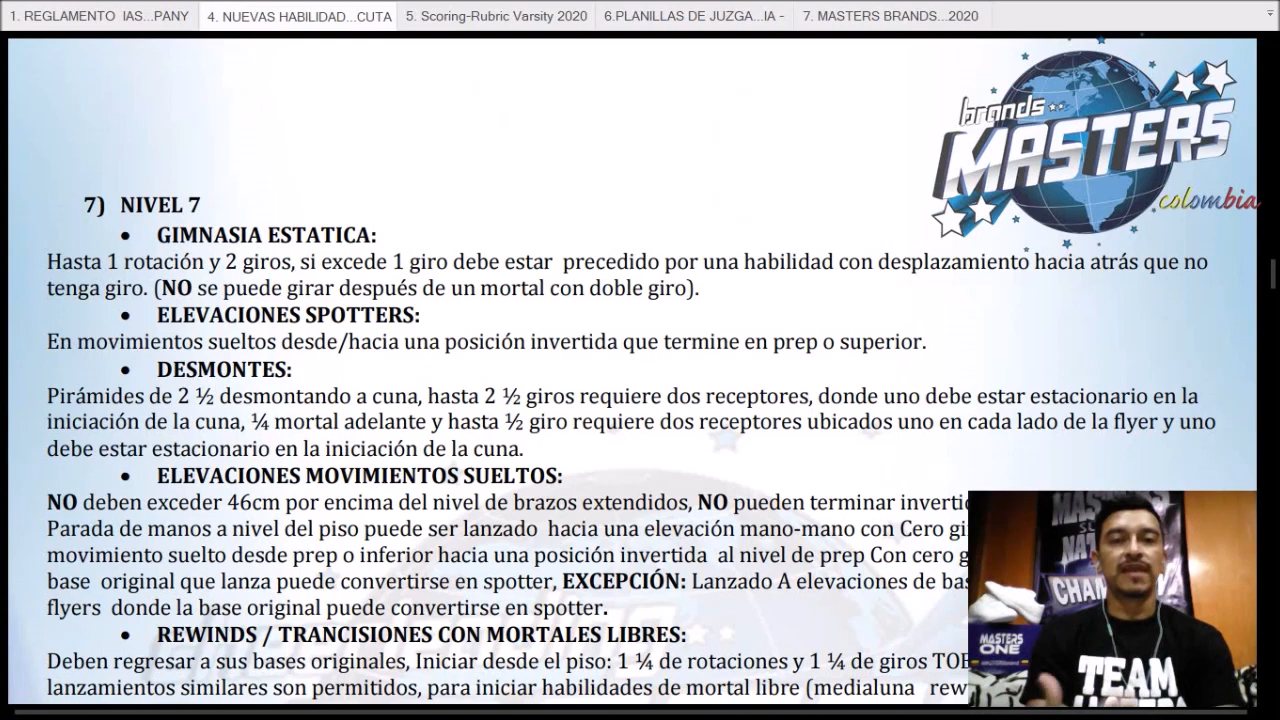 1. REGLAMENTO IAS...PANY
4. NUEVAS HABILIDAD...CUTA
5. Scoring-Rubric Varsity 2020
6.PLANILLAS DE JUZGA...IA -
7. MASTERS BRANDS...2020
brands
MASTERS
colombia
7) NIVEL 7
• GIMNASIA ESTATICA:
Hasta 1 rotación y 2 giros, si excede 1 giro debe estar precedido por una habilidad con desplazamiento hacia atrás que no
tenga giro. (NO se puede girar después de un mortal con doble giro).
• ELEVACIONES SPOTTERS:
En movimientos sueltos desde/hacia una posición invertida que termine en prep o superior.
• DESMONTES:
Pirámides de 2 ½ desmontando a cuna, hasta 2 ½ giros requiere dos receptores, donde uno debe estar estacionario en la
iniciación de la cuna, ¼ mortal adelante y hasta ½ giro requiere dos receptores ubicados uno en cada lado de la flyer y uno
debe estar estacionario en la iniciación de la cuna.
• ELEVACIONES MOVIMIENTOS SUELTOS:
NO deben exceder 46cm por encima del nivel de brazos extendidos, NO pueden terminar
Parada de manos a nivel del piso puede ser lanzado hacia una elevación mano-mano con Cero
movimiento suelto desde prep o inferior hacia una posición invertida al nivel de prep Con cero
base original que lanza puede convertirse en spotter, EXCEPCIÓN: Lanzado A elevaciones de
flyers donde la base original puede convertirse en spotter.
• REWINDS / TRANCISIONES CON MORTALES LIBRES:
Deben regresar a sus bases originales, Iniciar desde el piso: 1 ¼ de rotaciones y 1 ¼ de giros
lanzamientos similares son permitidos, para iniciar habilidades de mortal libre (medialuna
MASTERS
ONE
TEAM